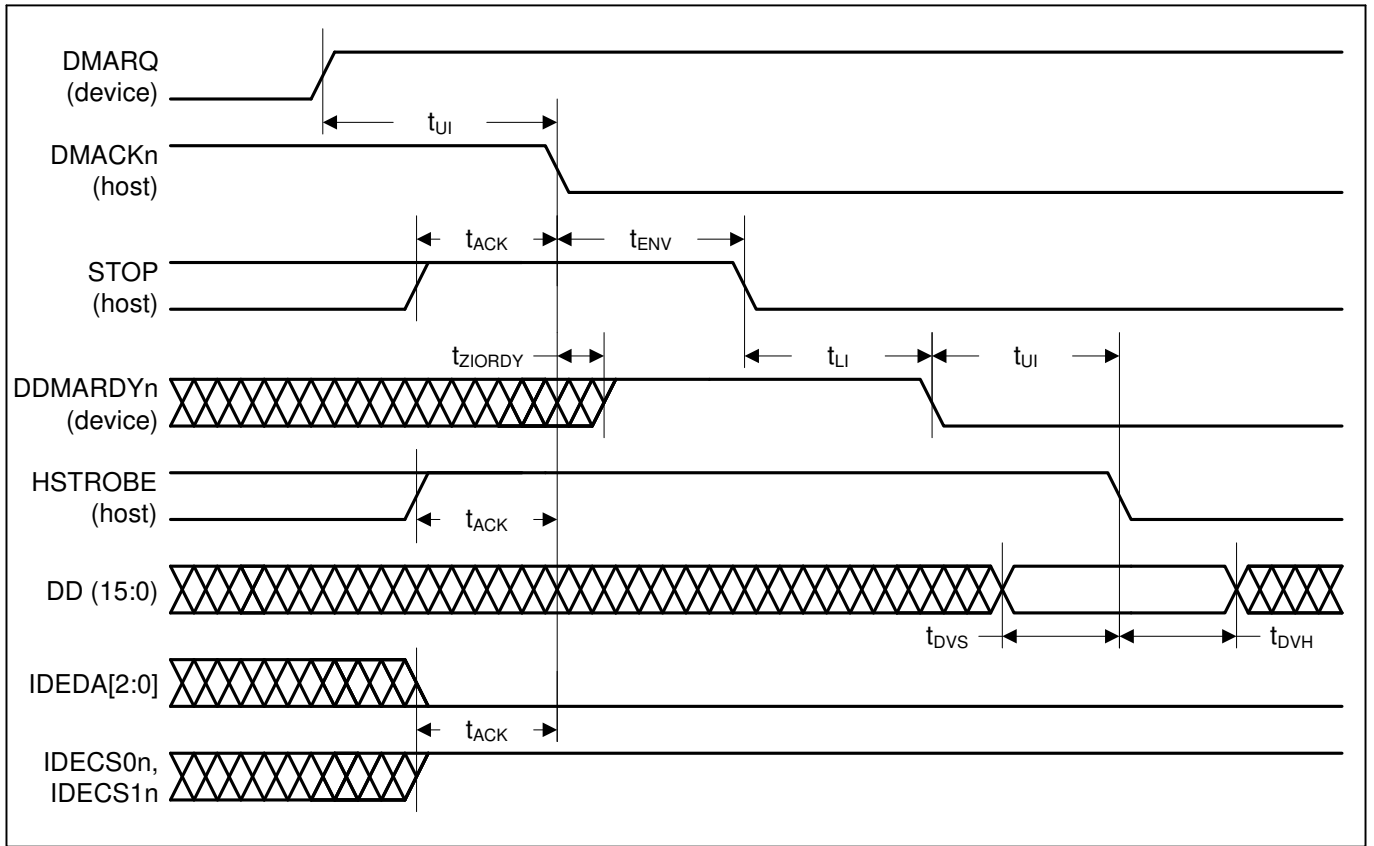 DMARQ
(device)
tUI
DMACKn
(host)
tACK
tENV
STOP
(host)
tZIORDY
tLI
tUI
DDMARDYn
(device)
HSTROBE
(host)
tACK
DD (15:0)
tDVS
tDVH
IDEDA[2:0]
tACK
IDECS0n,
IDECS1n